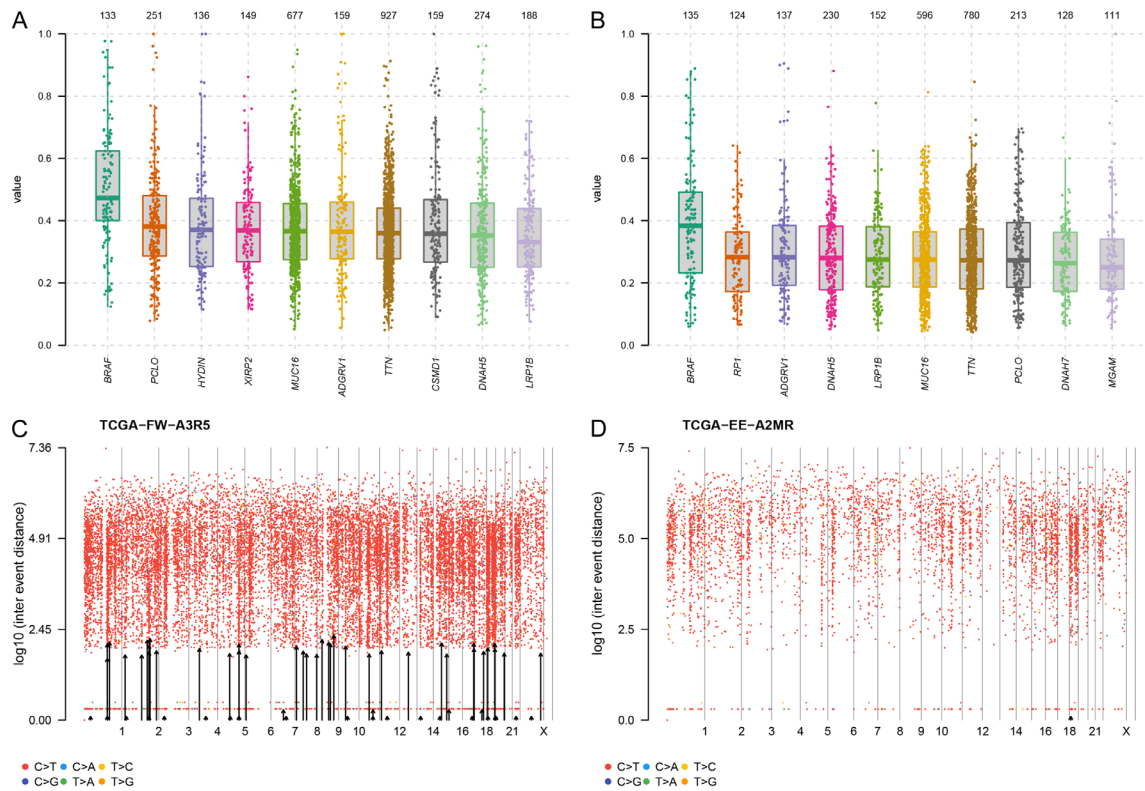 A
133 251 136 149 677 159 927 159 274 188
1.0
0.8
0.6
0.4
0.2
0.0
value
BRAF PCLO HYDIN XIRP2 MUC16 ADGRV1 TTN CSMD1 DNAH5 LRP1B
B
135 124 137 230 152 596 780 213 128 111
1.0
0.8
0.6
0.4
0.2
0.0
value
BRAF RP1 ADGRV1 DNAH5 LRP1B MUC16 TTN PCLO DNAH7 MGAM
C
TCGA−FW−A3R5
7.36
4.91
2.45
0.00
log10 (inter event distance)
1 2 3 4 5 6 7 8 9 10 12 14 16 18 21 X
C>T C>A T>C
C>G T>A T>G
D
TCGA−EE−A2MR
7.5
5.0
2.5
0.0
log10 (inter event distance)
1 2 3 4 5 6 7 8 9 10 12 14 16 18 21 X
C>T C>A T>C
C>G T>A T>G